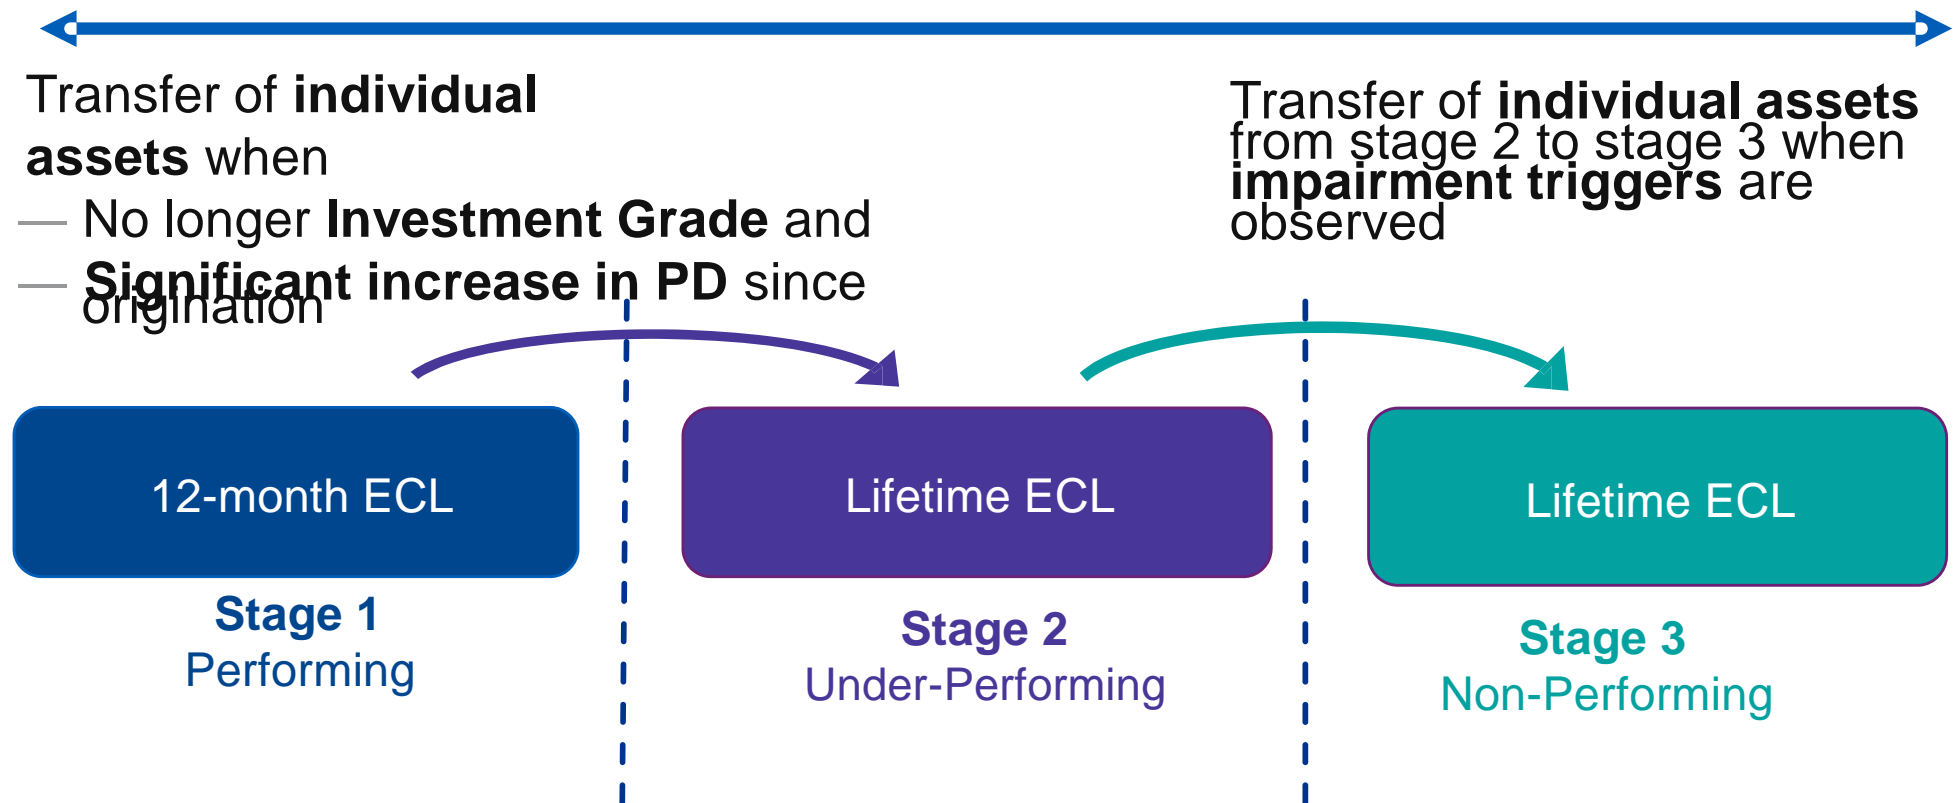 Transfer of individual
assets when
— No longer Investment Grade and
— Significant increase in PD since
origination
Transfer of individual assets
from stage 2 to stage 3 when
impairment triggers are
observed
12-month ECL
Lifetime ECL
Lifetime ECL
Stage 1
Performing
Stage 2
Under-Performing
Stage 3
Non-Performing